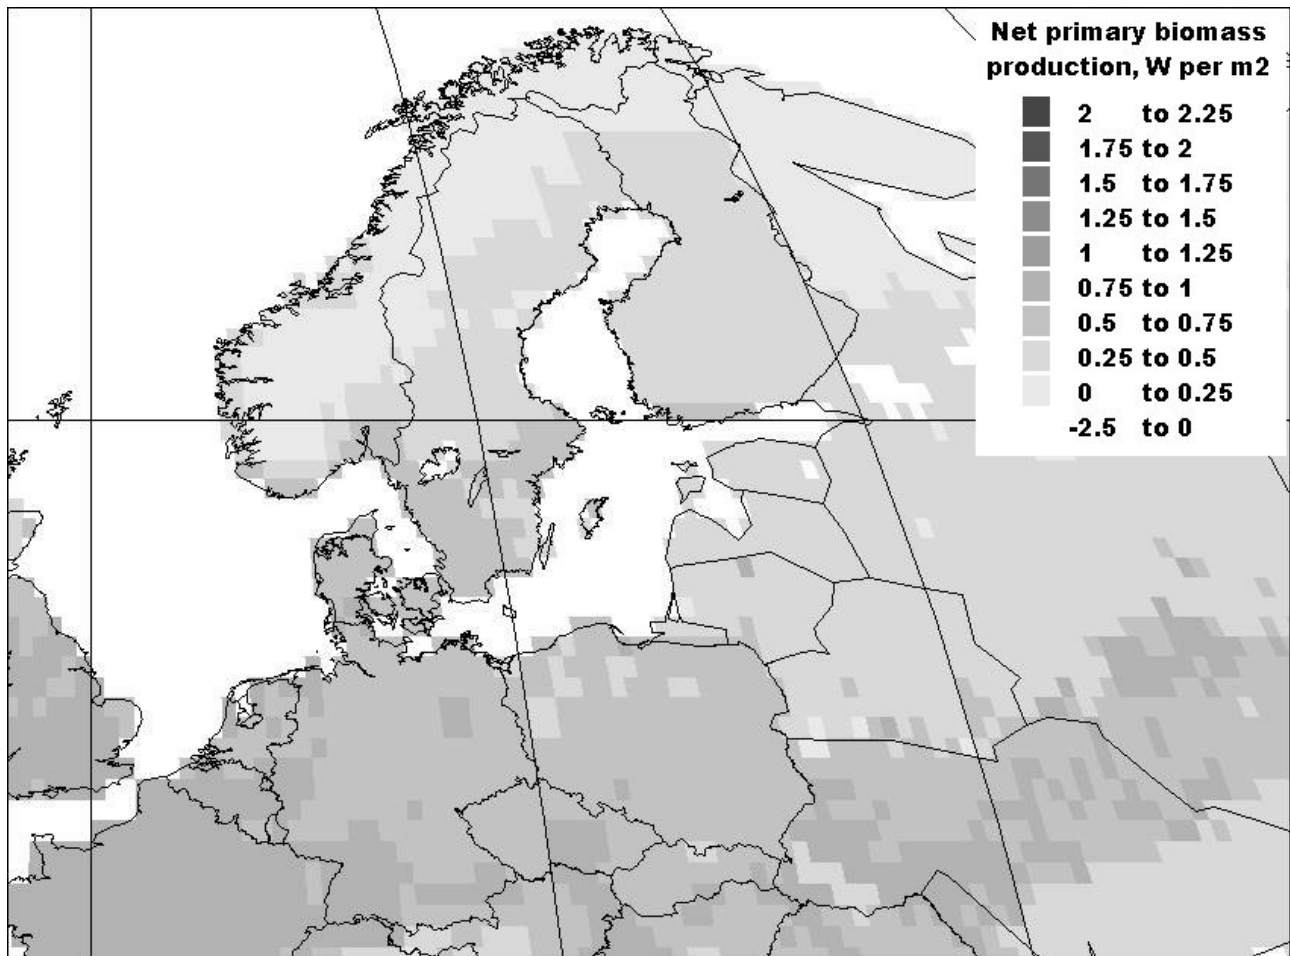 Net primary biomass
production, W per m2
2 to 2.25
1.75 to 2
1.5 to 1.75
1.25 to 1.5
1 to 1.25
0.75 to 1
0.5 to 0.75
0.25 to 0.5
0 to 0.25
-2.5 to 0